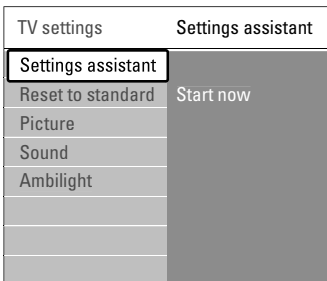 TV settings Settings assistant
Settings assistant
Reset to standard Start now
Picture
Sound
Ambilight